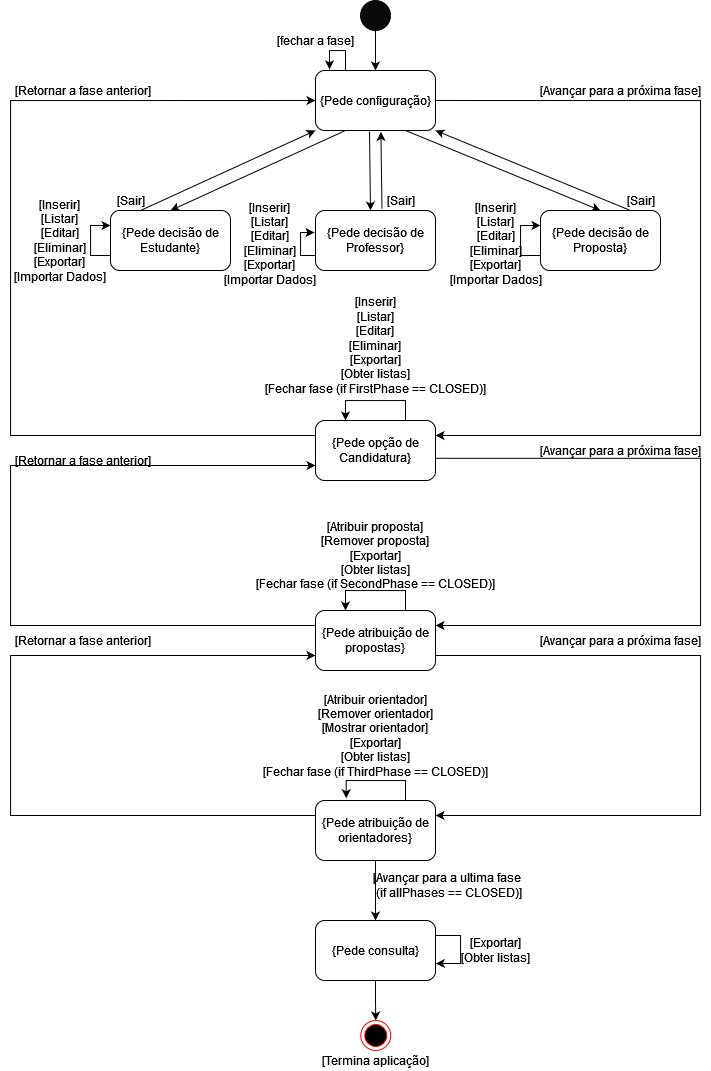 [fechar a fase]
[Retornar a fase anterior]
[Avançar para a próxima fase]
{Pede configuração}
[Inserir]
[Listar]
[Editar]
[Eliminar]
[Exportar]
[Importar Dados]
[Sair]
{Pede decisão de
Estudante}
[Inserir]
[Listar]
[Editar]
[Eliminar]
[Exportar]
[Importar Dados]
[Sair]
{Pede decisão de
Professor}
[Inserir]
[Listar]
[Editar]
[Eliminar]
[Exportar]
[Importar Dados]
[Sair]
{Pede decisão de
Proposta}
[Inserir]
[Listar]
[Editar]
[Eliminar]
[Exportar]
[Obter listas]
[Fechar fase (if FirstPhase == CLOSED)]
{Pede opção de
Candidatura}
[Retornar a fase anterior]
[Avançar para a próxima fase]
[Atribuir proposta]
[Remover proposta]
[Exportar]
[Obter listas]
[Fechar fase (if SecondPhase == CLOSED)]
{Pede atribuição de
propostas}
[Retornar a fase anterior]
[Avançar para a próxima fase]
[Atribuir orientador]
[Remover orientador]
[Mostrar orientador]
[Exportar]
[Obter listas]
[Fechar fase (if ThirdPhase == CLOSED)]
{Pede atribuição de
orientadores}
[Avançar para a ultima fase
(if allPhases == CLOSED)]
{Pede consulta}
[Exportar]
[Obter listas]
[Termina aplicação]